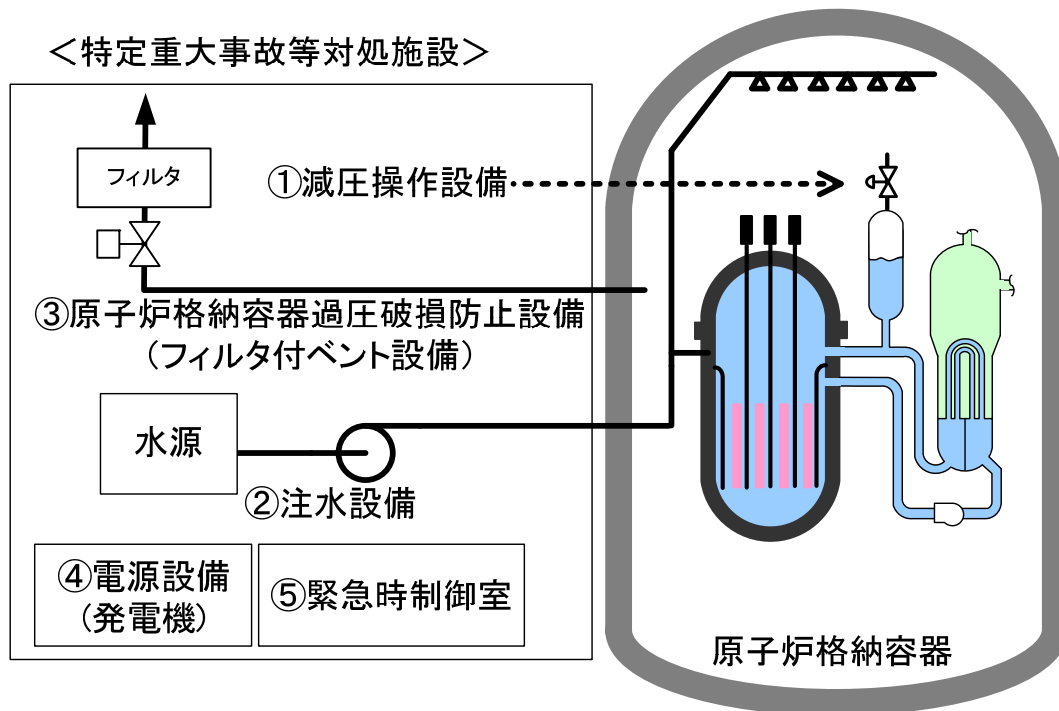 ＜特定重大事故等対処施設＞
フィルタ
①減圧操作設備
③原子炉格納容器過圧破損防止設備
（フィルタ付ベント設備）
水源
②注水設備
④電源設備
(発電機)
⑤緊急時制御室
原子炉格納容器